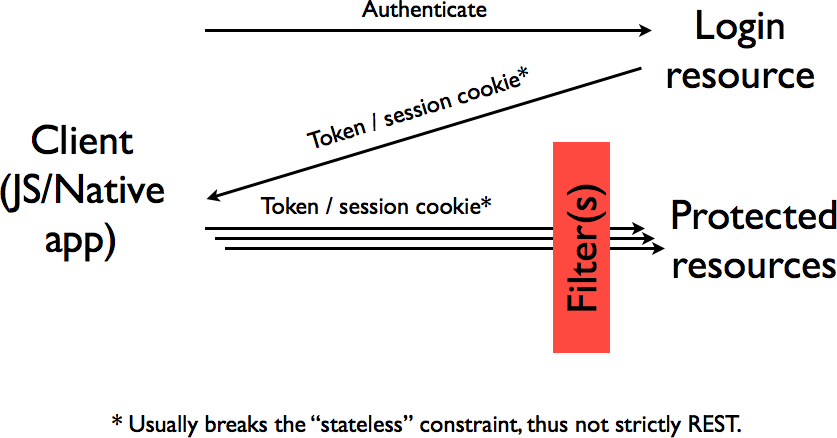 Authenticate
Login
resource
Token / session cookie*
Client
(JS/Native
app)
Token / session cookie*
Filter(s)
Protected
resources
* Usually breaks the “stateless” constraint, thus not strictly REST.